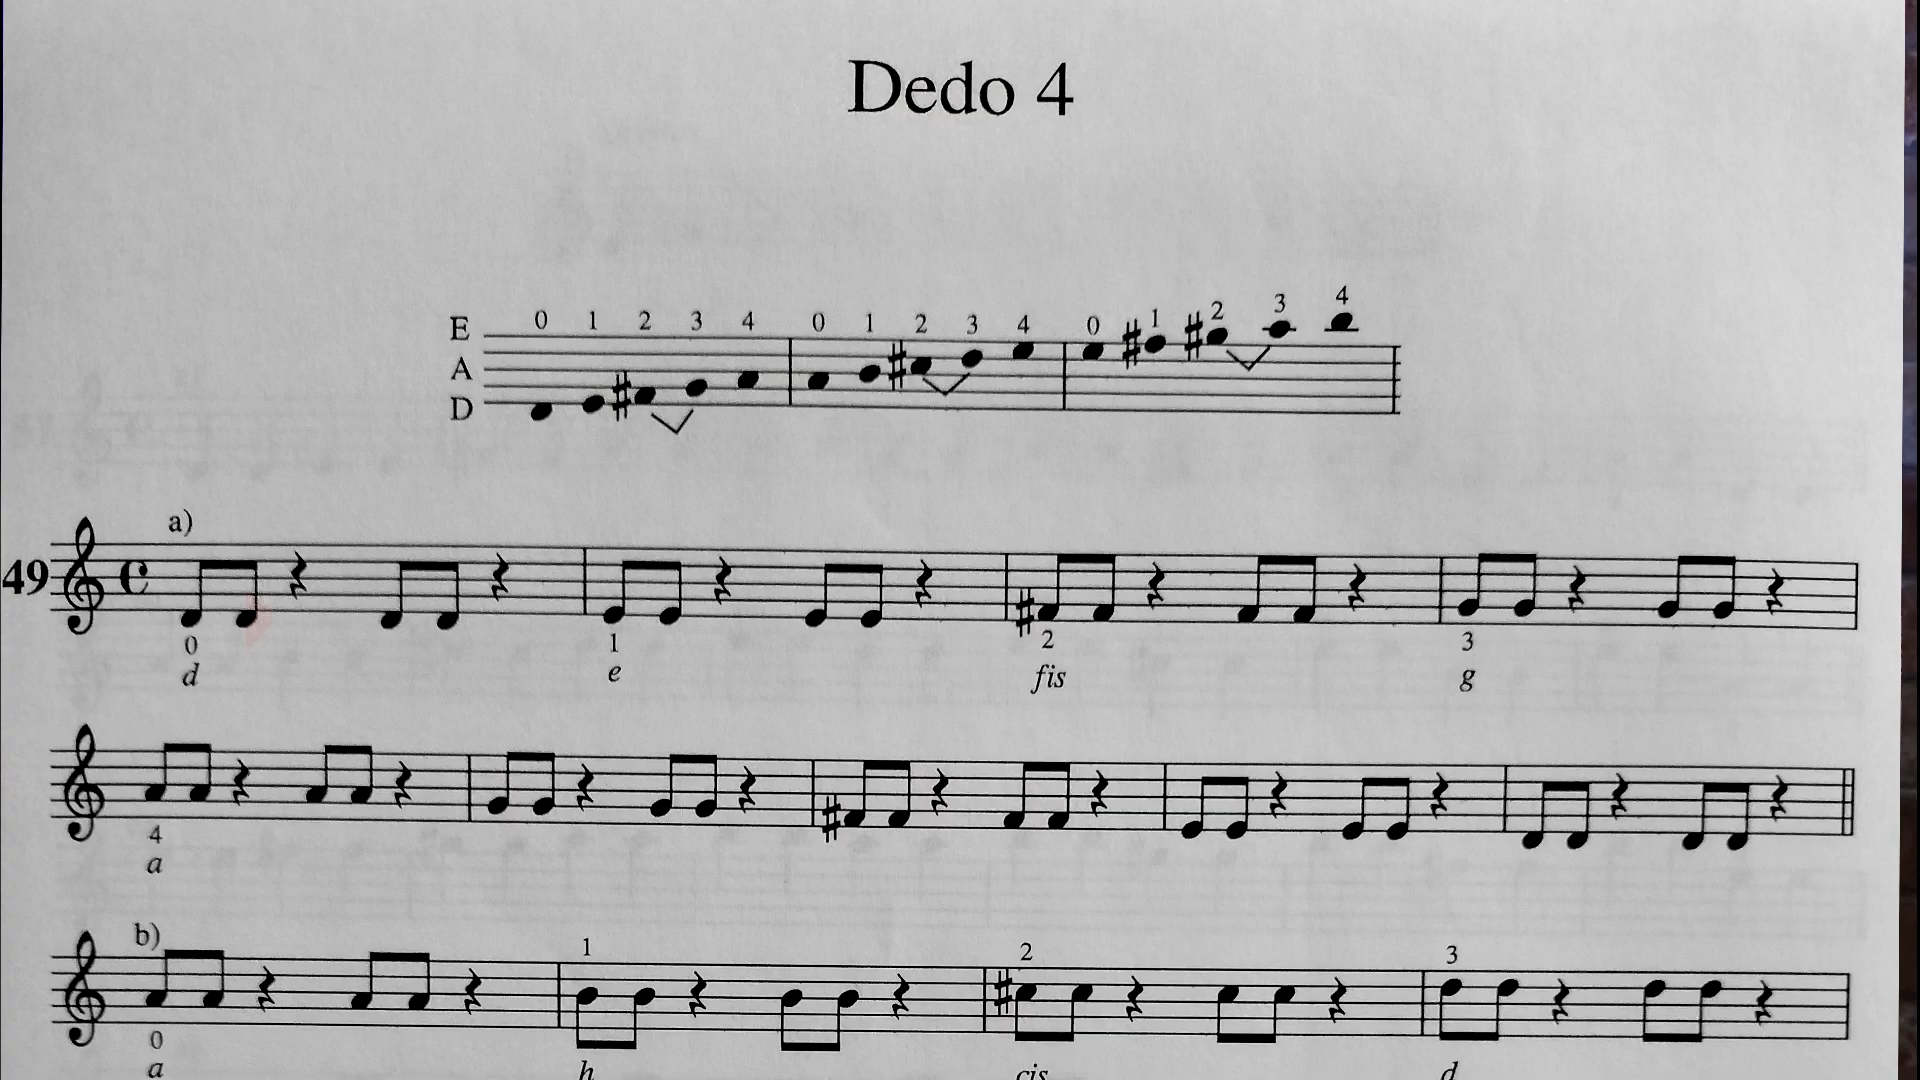 Dedo 4
E 0 1 2 3 4 0 1 2 3 4 0 1 2 3 4
A
D
a)
49
0 1 2 3
d e fis g
4
a
b) 1 2 3
0
a h cis d